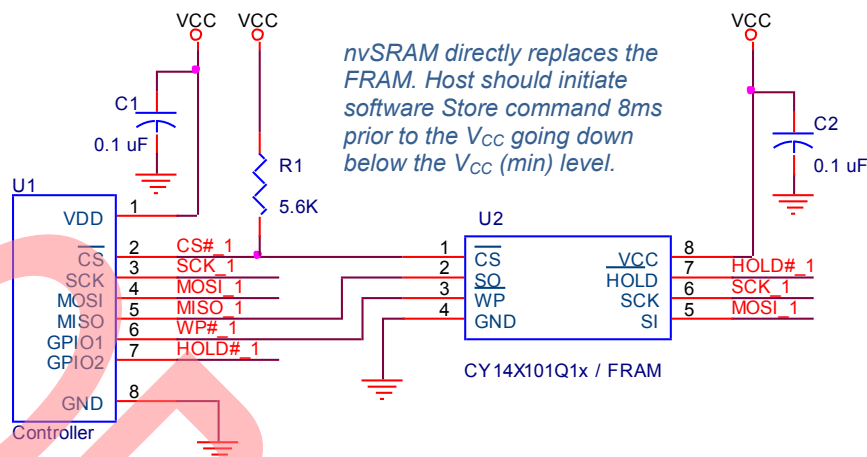 VCC
VCC
VCC
nvSRAM directly replaces the
FRAM. Host should initiate
software Store command 8ms
prior to the VCC going down
below the VCC (min) level.
C1
0.1 uF
R1
5.6K
C2
0.1 uF
U1
VDD
1
CS
2
CS#_1
SCK
3
SCK_1
MOSI
4
MOSI_1
MISO
5
MISO_1
GPIO1
6
WP#_1
GPIO2
7
HOLD#_1
GND
8
Controller
U2
1
CS
2
SO
3
WP
4
GND
VCC
8
HOLD
7
HOLD#_1
SCK
6
SCK_1
SI
5
MOSI_1
CY14X101Q1x / FRAM